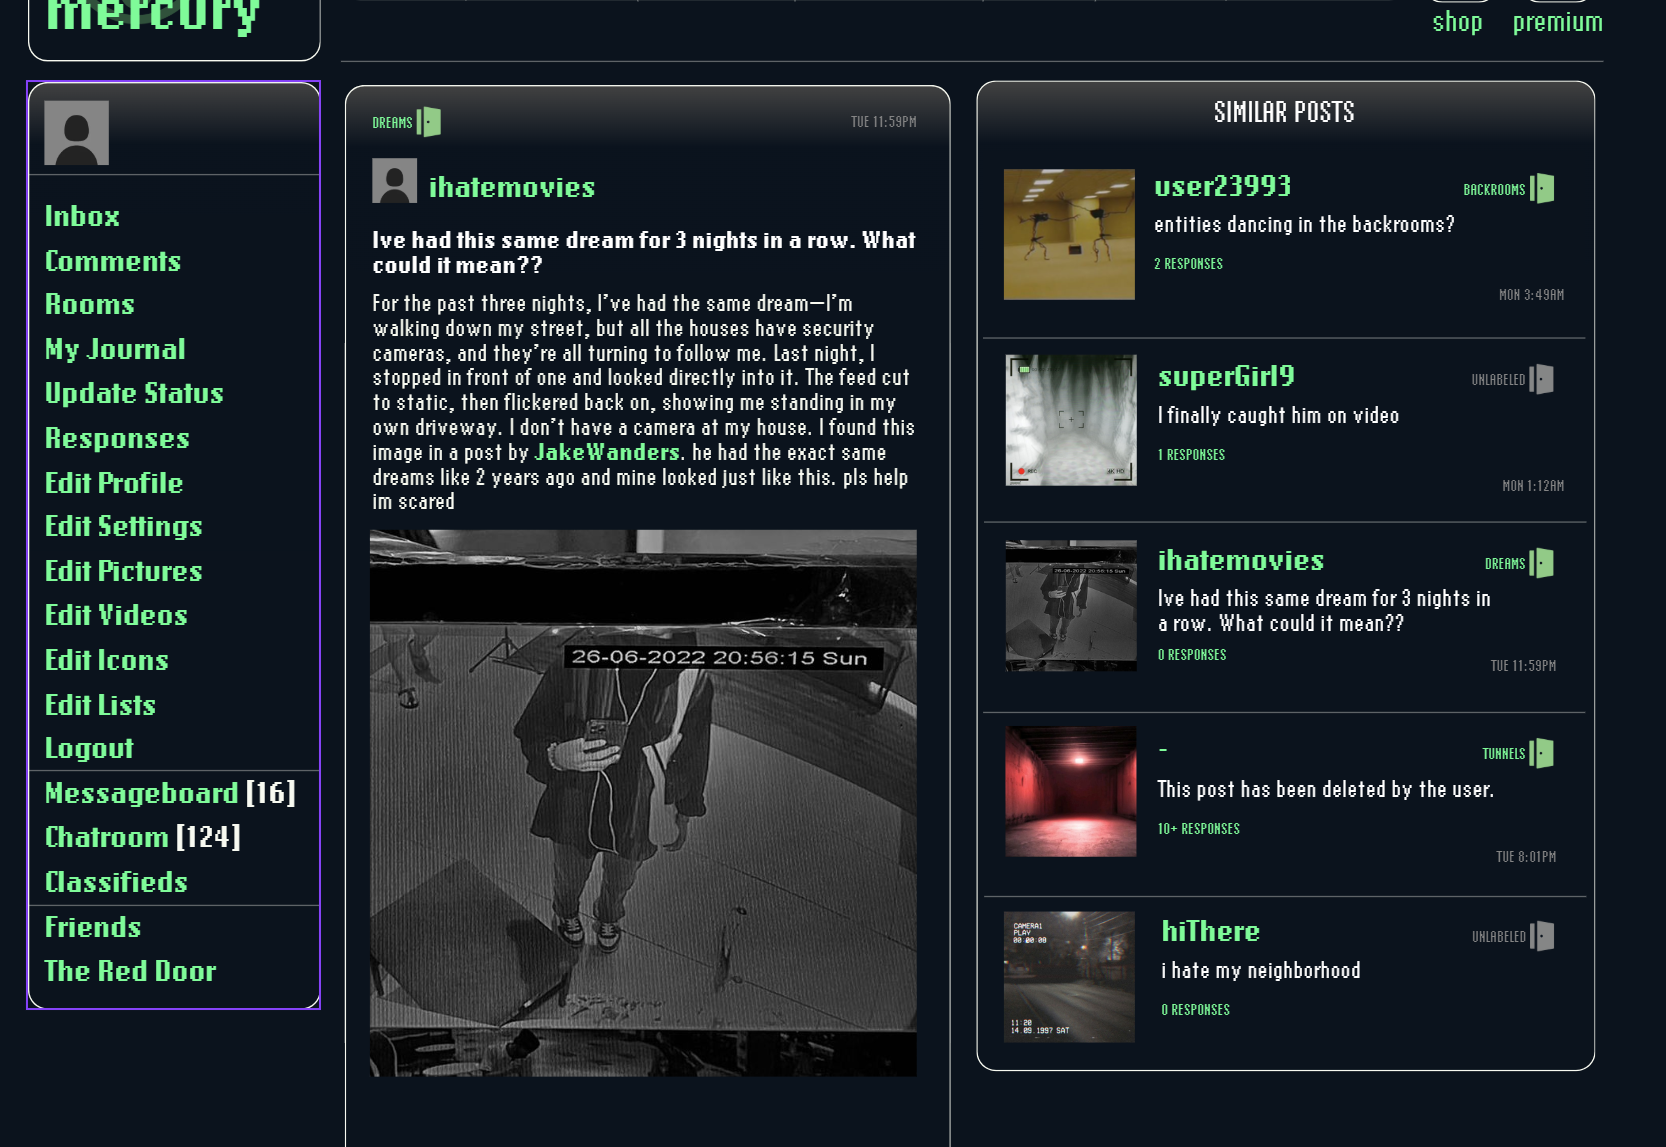 mercury
shop
premium
Inbox
Comments
Rooms
My Journal
Update Status
Responses
Edit Profile
Edit Settings
Edit Pictures
Edit Videos
Edit Icons
Edit Lists
Logout
Messageboard [16]
Chatroom [124]
Classifieds
Friends
The Red Door
DREAMS
TUE 11:59PM
ihatemovies
Ive had this same dream for 3 nights in a row. What
could it mean??
For the past three nights, I've had the same dream—I'm
walking down my street, but all the houses have security
cameras, and they're all turning to follow me. Last night, I
stopped in front of one and looked directly into it. The feed cut
to static, then flickered back on, showing me standing in my
own driveway. I don't have a camera at my house. I found this
image in a post by JakeWanders. he had the exact same
dreams like 2 years ago and mine looked just like this. pls help
im scared
26-06-2022 20:56:15 Sun
SIMILAR POSTS
user23993
BACKROOMS
entities dancing in the backrooms?
2 RESPONSES
MON 3:49AM
superGirl9
UNLABELED
I finally caught him on video
1 RESPONSES
MON 1:12AM
REC
4K HD
ihatemovies
DREAMS
26-06-2022 20:56:15 Sun
Ive had this same dream for 3 nights in
a row. What could it mean??
0 RESPONSES
TUE 11:59PM
-
TUNNELS
This post has been deleted by the user.
10+ RESPONSES
TUE 8:01PM
hiThere
UNLABELED
i hate my neighborhood
0 RESPONSES
CAMERA1
PLAY
00:00:00
11:20
14.09.1997 SAT